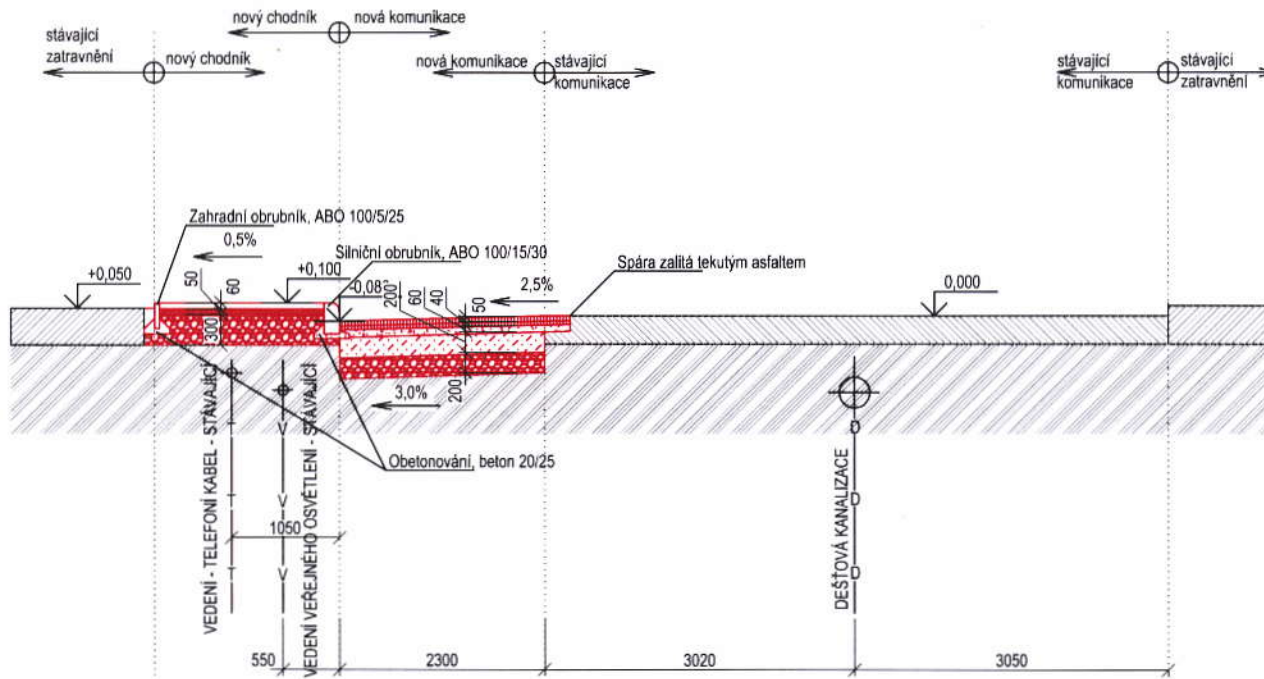 nový chodník
nová komunikace
stávající
zatravnění
nový chodník
nová komunikace
stávající
komunikace
stávající
komunikace
stávající
zatravnění
Zahradní obrubník, ABO 100/5/25
0,5%
Silniční obrubník, ABO 100/15/30
Spára zalitá tekutým asfaltem
+0,050
50
60
+0,100
-0,08
200
60
40
50
2,5%
0,000
300
3,0%
200
Obetonování, beton 20/25
VEDENÍ - TELEFONÍ KABEL - STÁVAJÍCÍ
VEDENÍ VEŘEJNÉHO OSVĚTLENÍ - STÁVAJÍCÍ
DEŠŤOVÁ KANALIZACE
T
T
T
V
V
V
D
D
D
1050
550
2300
3020
3050